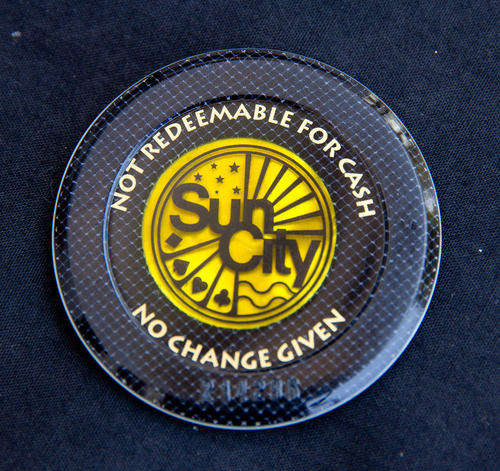 NOT REDEEMABLE FOR CASH
Sun
City
NO CHANGE GIVEN